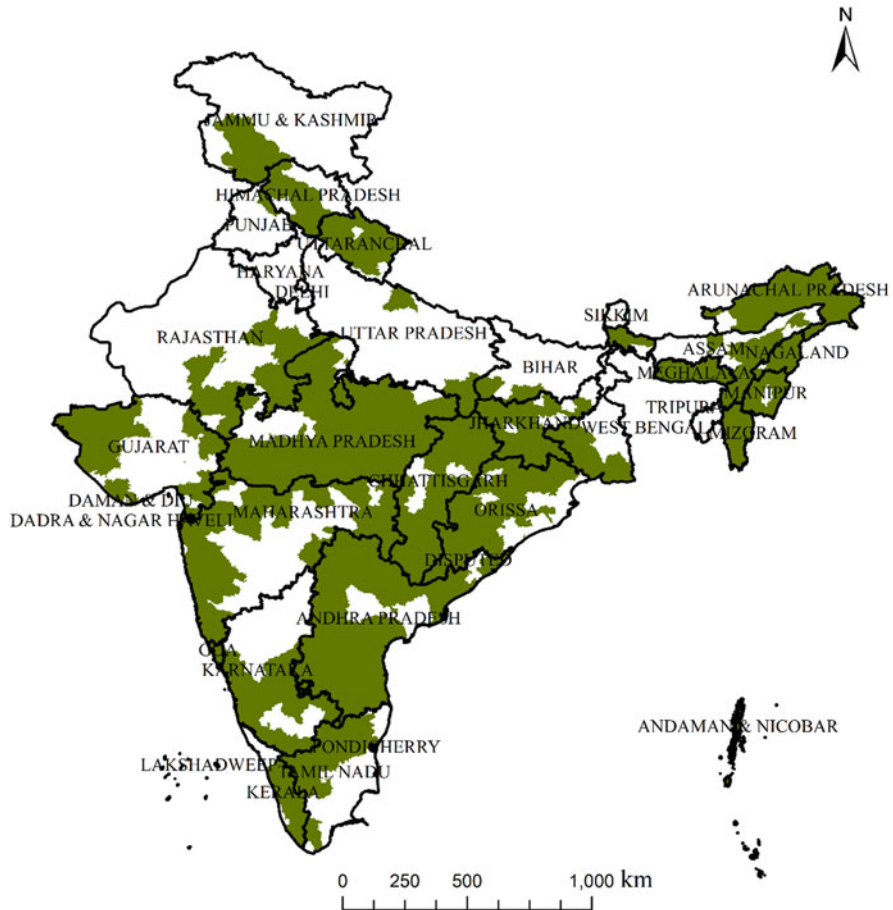 N
JAMMU & KASHMIR
HIMACHAL PRADESH
PUNJAB
UTTARANCHAL
HARYANA
DELHI
ARUNACHAL PRADESH
SIKKIM
RAJASTHAN
UTTAR PRADESH
BIHAR
ASSAM
NAGALAND
MEGHALAYA
MANIPUR
TRIPURA
JHARKHAND
WEST BENGAL
MIZORAM
GUJARAT
MADHYA PRADESH
CHHATTISGARH
DAMAN & DIU
DADRA & NAGAR HAVELI
MAHARASHTRA
ORISSA
DISPUTED
ANDHRA PRADESH
GOA
KARNATAKA
ANDAMAN & NICOBAR
PONDICHERRY
LAKSHADWEEP
TAMIL NADU
KERALA
0 250 500 1,000 km